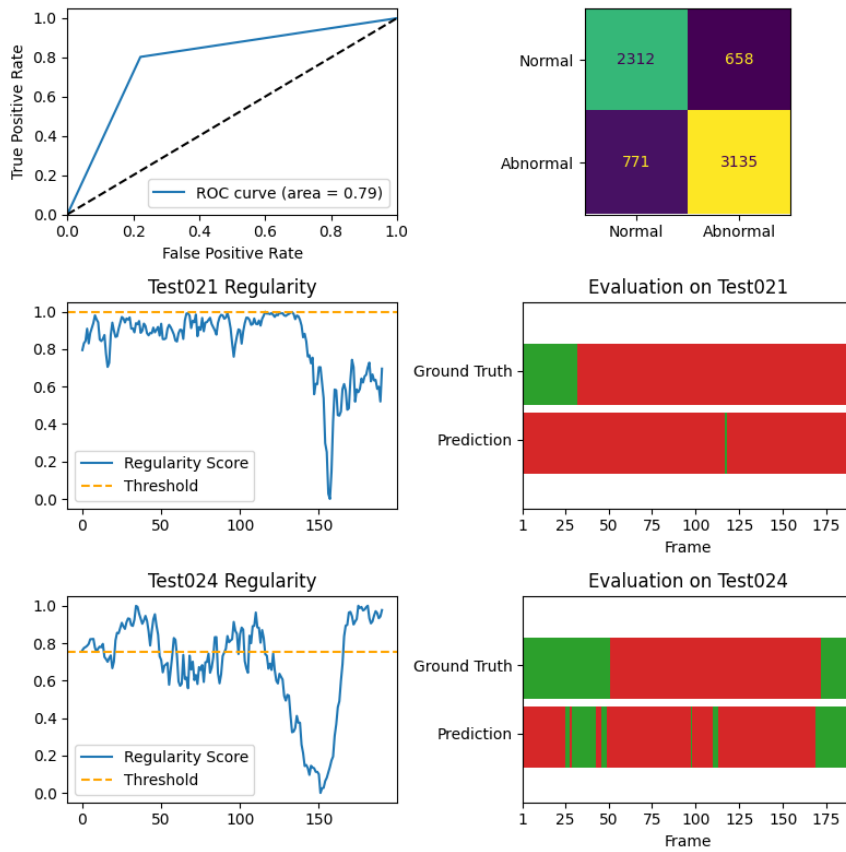 1.0
0.8
0.6
0.4
0.2
0.0
True Positive Rate
ROC curve (area = 0.79)
0.0 0.2 0.4 0.6 0.8 1.0
False Positive Rate
Normal
Abnormal
2312 658
771 3135
Normal Abnormal
Test021 Regularity
1.0
0.8
0.6
0.4
0.2
0.0
Regularity Score
Threshold
0 50 100 150
Evaluation on Test021
Ground Truth
Prediction
1 25 50 75 100 125 150 175
Frame
Test024 Regularity
1.0
0.8
0.6
0.4
0.2
0.0
Regularity Score
Threshold
0 50 100 150
Evaluation on Test024
Ground Truth
Prediction
1 25 50 75 100 125 150 175
Frame